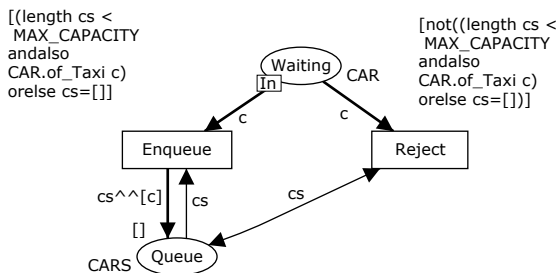 [(length cs <
MAX_CAPACITY
andalso
CAR.of_Taxi c)
orelse cs=[]]
[not((length cs <
MAX_CAPACITY
andalso
CAR.of_Taxi c)
orelse cs=[])]
Waiting
In
CAR
c
c
Enqueue
Reject
cs^^[c]
cs
cs
[]
Queue
CARS